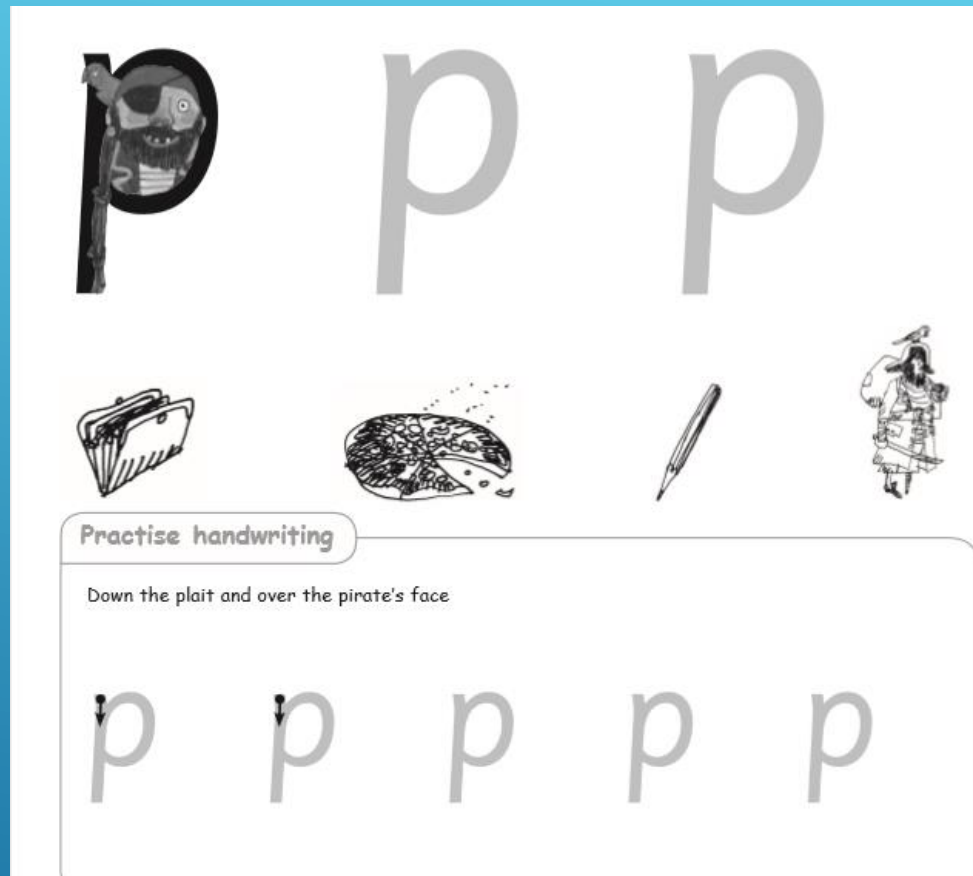 p p p
Practise handwriting
Down the plait and over the pirate's face
p p p p p